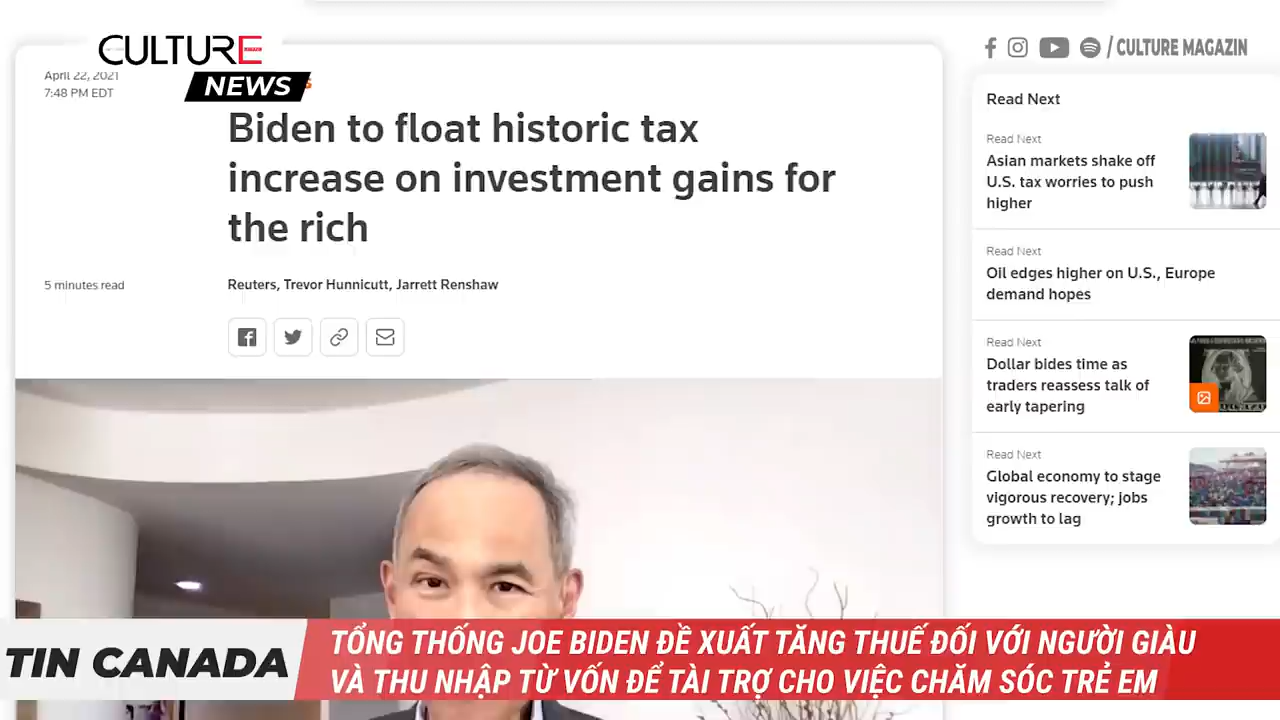 CULTURE
NEWS
/ CULTURE MAGAZIN
April 22, 2021
7:48 PM EDT
Biden to float historic tax
increase on investment gains for
the rich
5 minutes read
Reuters, Trevor Hunnicutt, Jarrett Renshaw
Read Next
Read Next
Asian markets shake off
U.S. tax worries to push
higher
Read Next
Oil edges higher on U.S., Europe
demand hopes
Read Next
Dollar bides time as
traders reassess talk of
early tapering
Read Next
Global economy to stage
vigorous recovery; jobs
growth to lag
TIN CANADA
TỔNG THỐNG JOE BIDEN ĐỀ XUẤT TĂNG THUẾ ĐỐI VỚI NGƯỜI GIÀU
VÀ THU NHẬP TỪ VỐN ĐỂ TÀI TRỢ CHO VIỆC CHĂM SÓC TRẺ EM